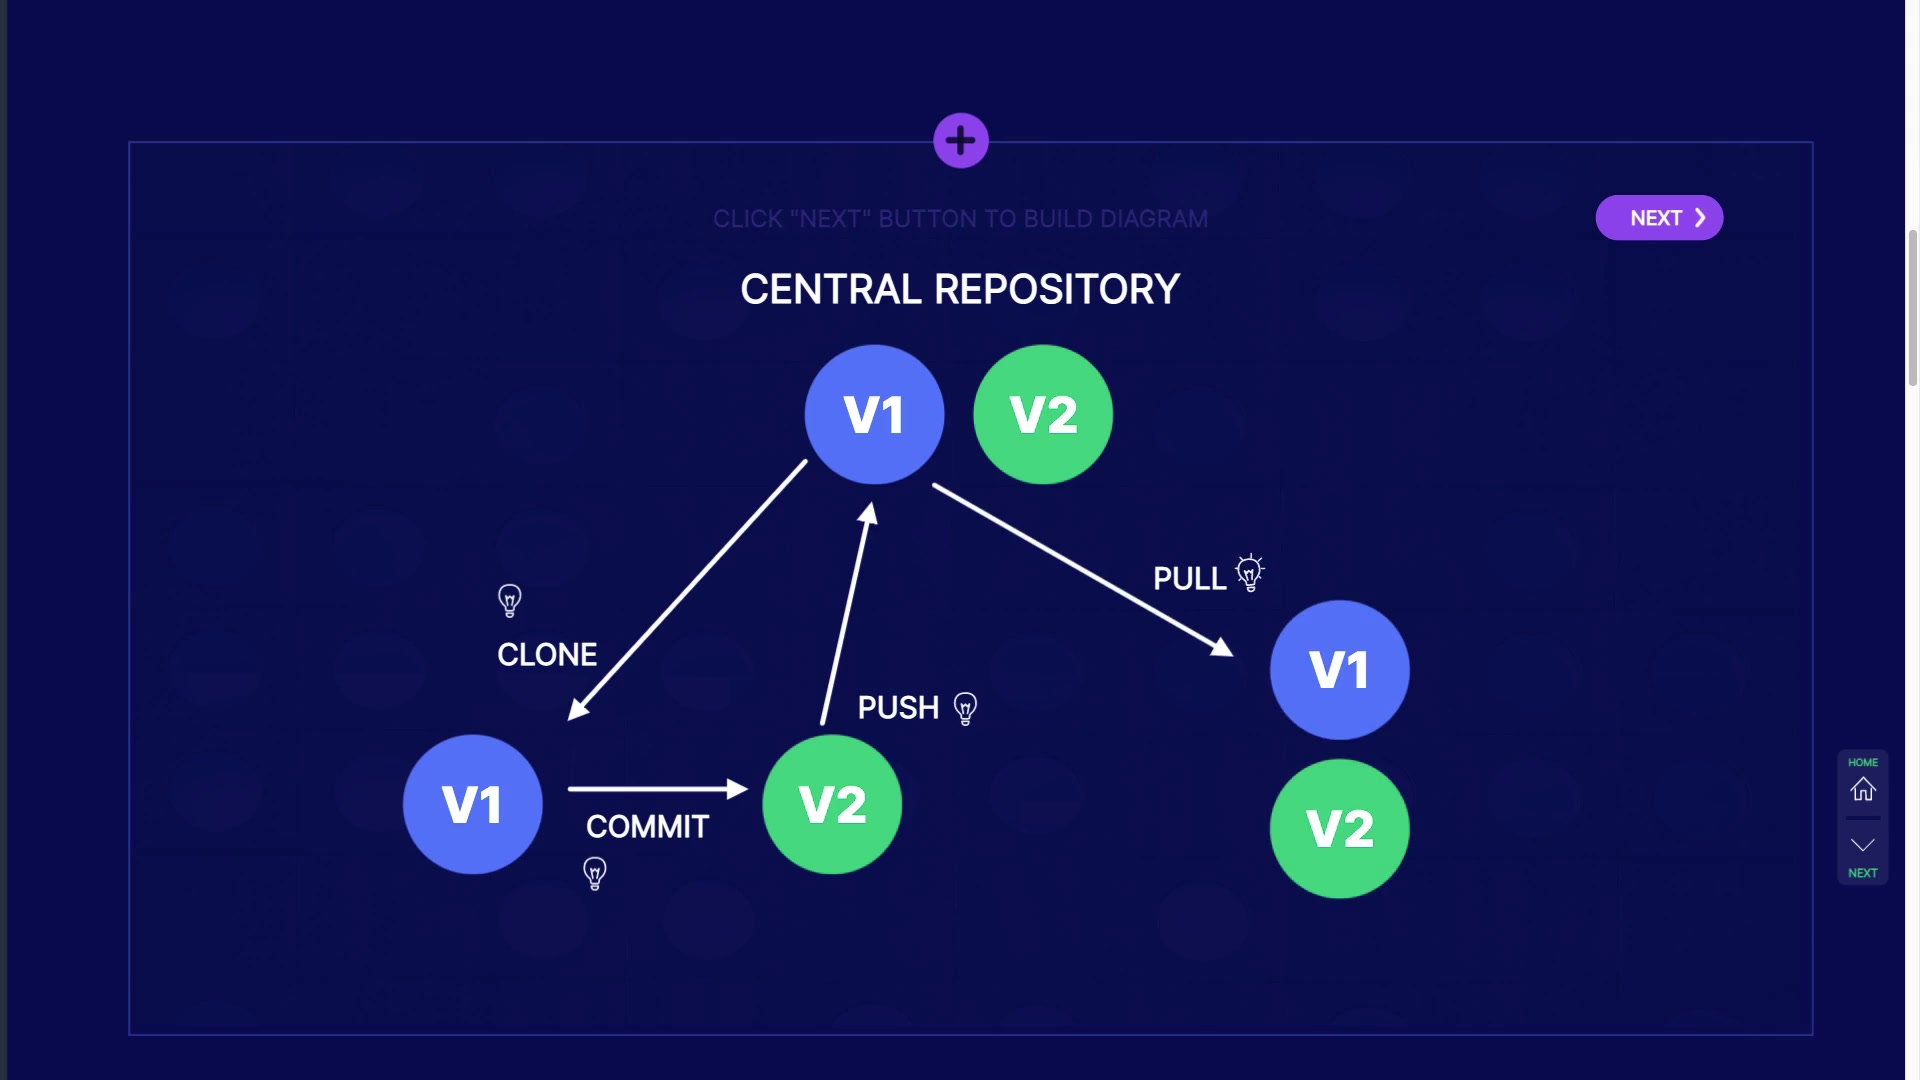 CLICK "NEXT" BUTTON TO BUILD DIAGRAM
NEXT
CENTRAL REPOSITORY
V1
V2
PULL
CLONE
V1
PUSH
V1
V2
COMMIT
V2
HOME
NEXT